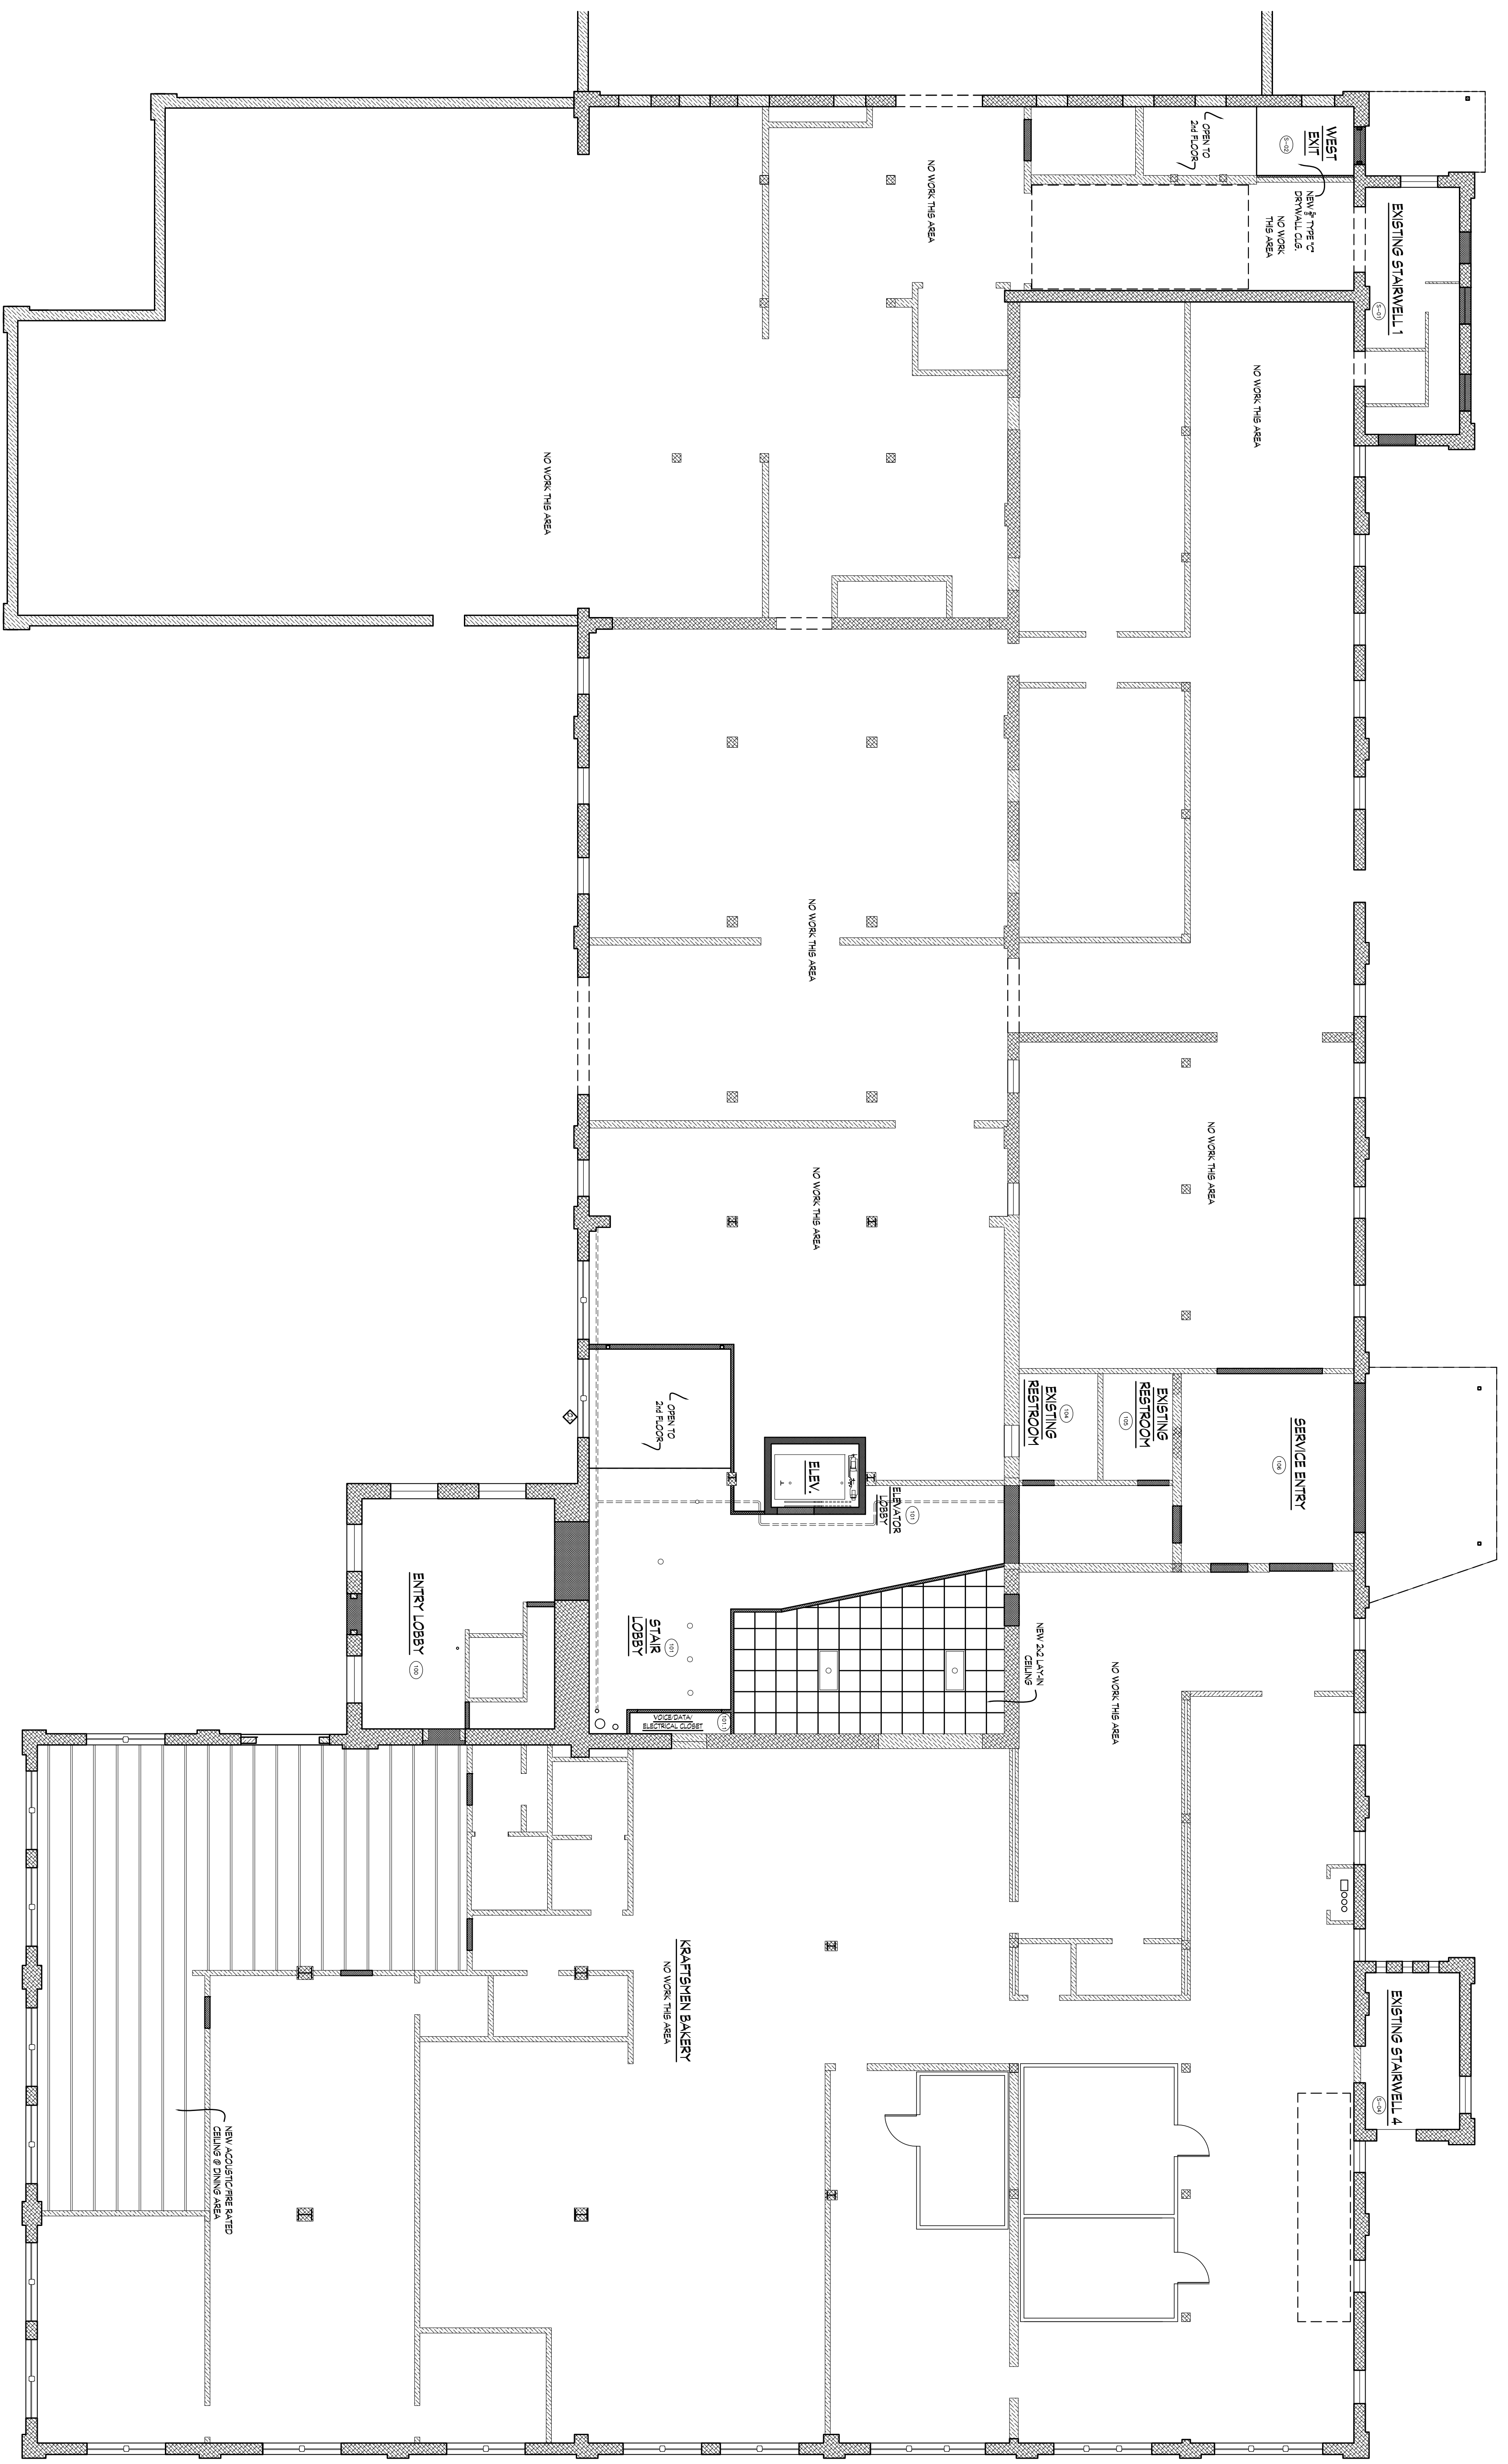 WEST
EXIT
S-02
OPEN TO
2nd FLOOR
NEW 5/8" TYPE "C"
DRYWALL CLG.
NO WORK
THIS AREA
EXISTING STAIRWELL 1
S-01
NO WORK THIS AREA
NO WORK THIS AREA
NO WORK THIS AREA
NO WORK THIS AREA
NO WORK THIS AREA
NO WORK THIS AREA
SERVICE ENTRY
106
EXISTING
RESTROOM
105
EXISTING
RESTROOM
104
ELEV.
ELEVATOR
LOBBY
101
OPEN TO
2nd FLOOR
STAIR
LOBBY
101
ENTRY LOBBY
100
VOICE/DATA/
ELECTRICAL CLOSET
101.1
NEW 2x2 LAY-IN
CEILING
NO WORK THIS AREA
EXISTING STAIRWELL 4
S-04
KRAFTSMEN BAKERY
NO WORK THIS AREA
NEW ACOUSTIC/FIRE RATED
CEILING @ DINING AREA